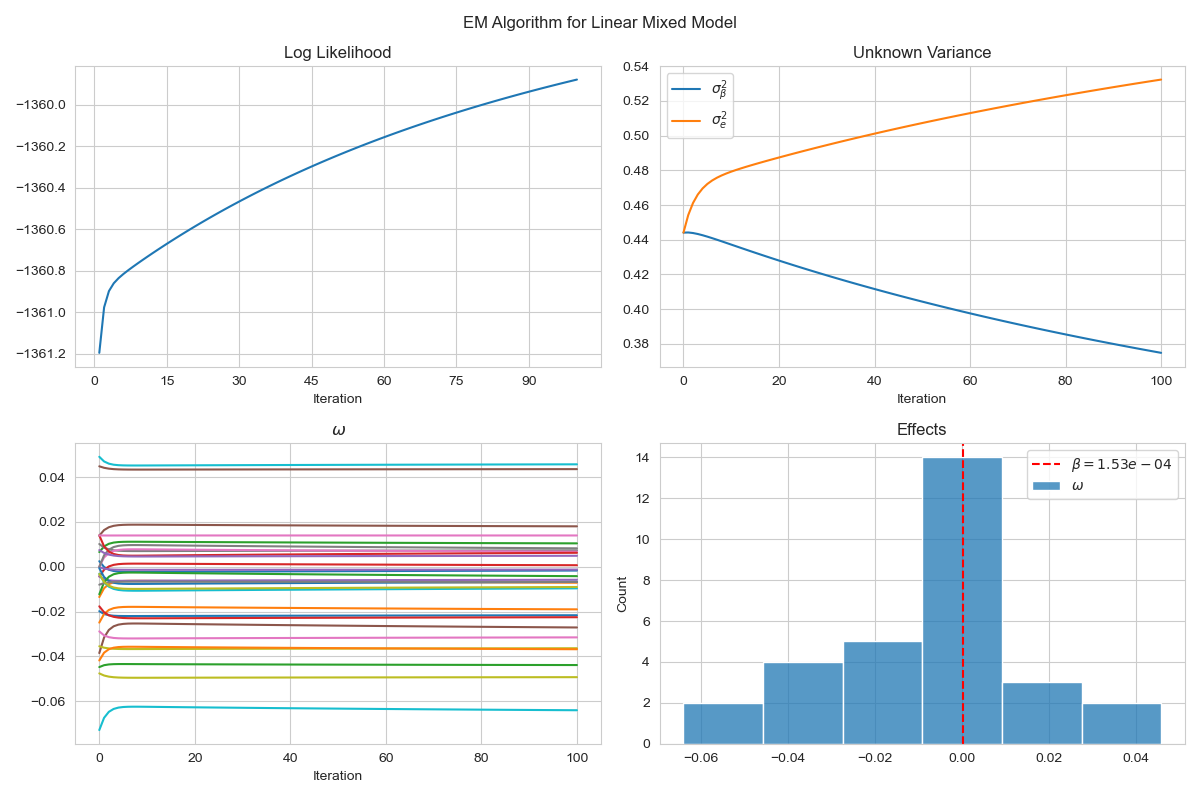 EM Algorithm for Linear Mixed Model
Log Likelihood
−1360.0
−1360.2
−1360.4
−1360.6
−1360.8
−1361.0
−1361.2
0 15 30 45 60 75 90
Iteration
Unknown Variance
0.54
0.52
0.50
0.48
0.46
0.44
0.42
0.40
0.38
σ²_β
σ²_e
0 20 40 60 80 100
Iteration
ω
0.04
0.02
0.00
−0.02
−0.04
−0.06
0 20 40 60 80 100
Iteration
Effects
Count
14
12
10
8
6
4
2
0
β = 1.53e − 04
ω
−0.06 −0.04 −0.02 0.00 0.02 0.04